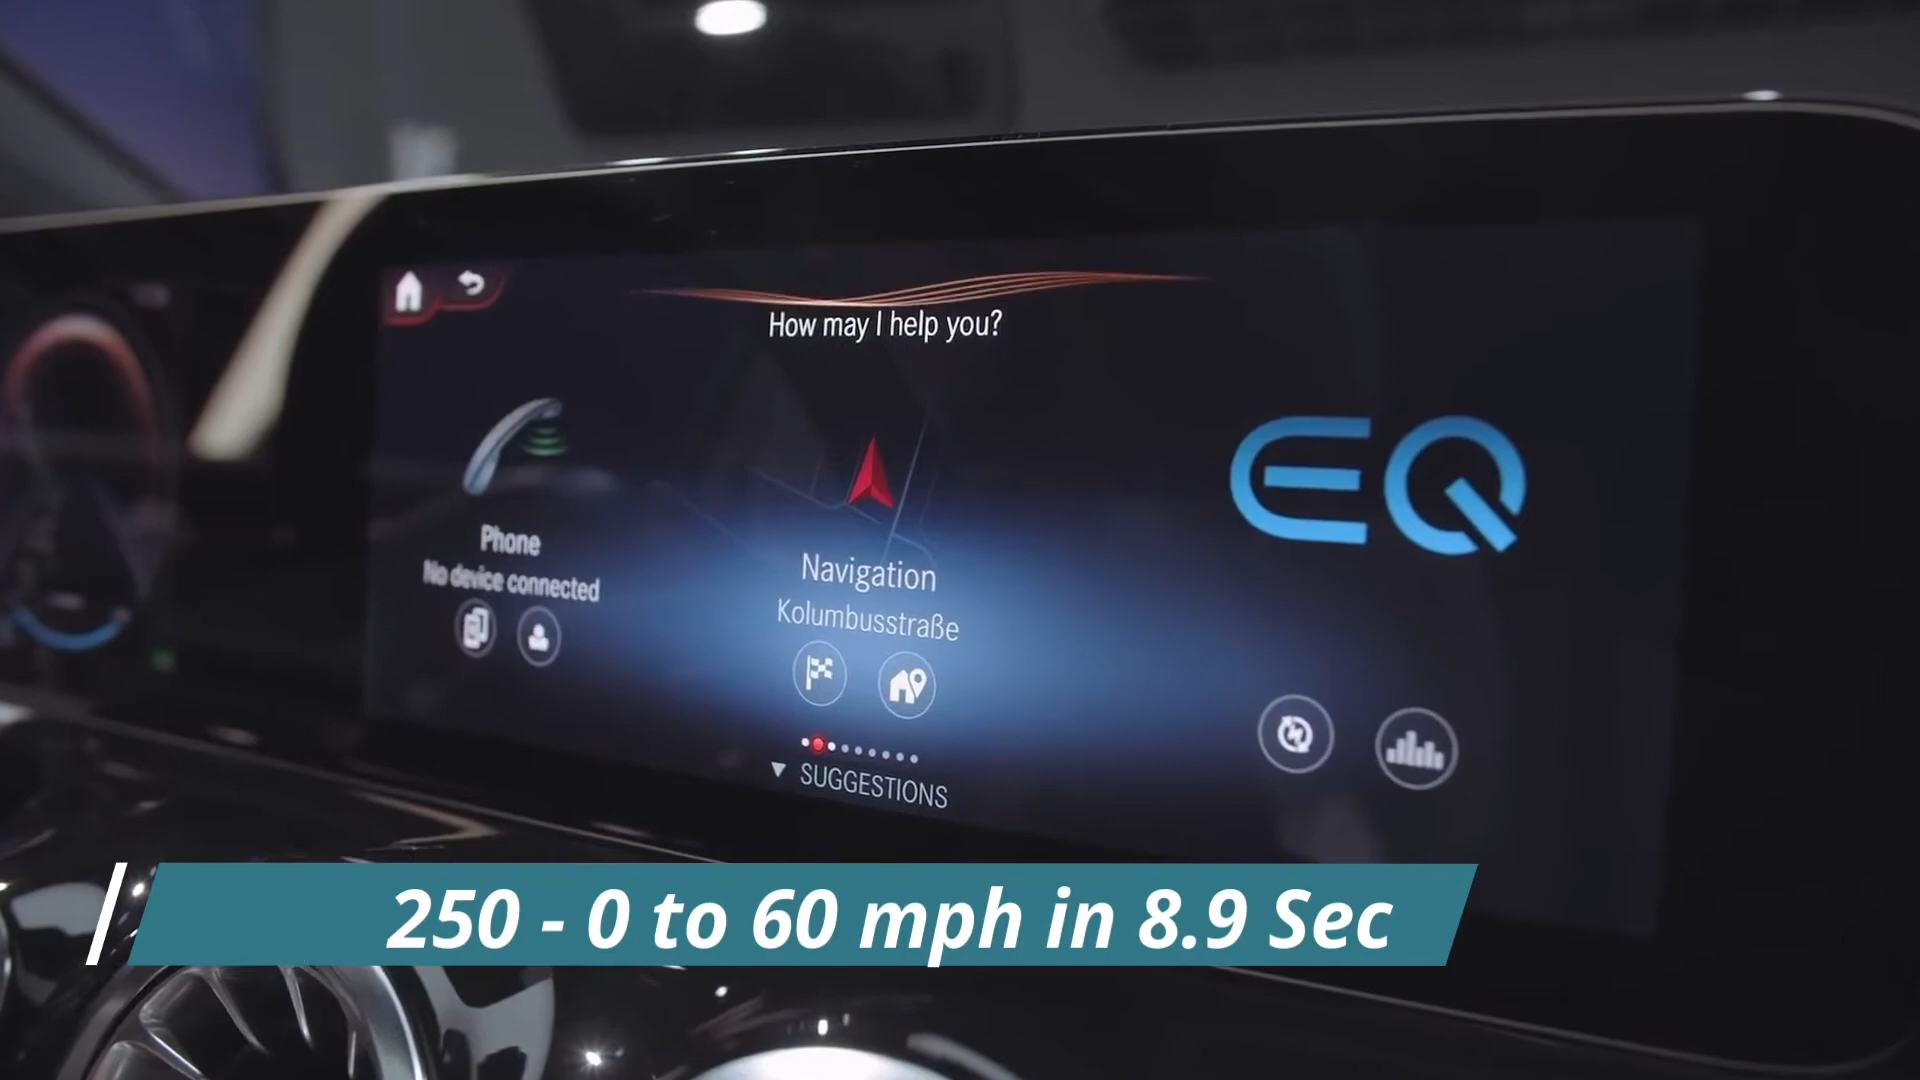 How may I help you?
Phone
No device connected
Navigation
Kolumbusstraße
EQ
SUGGESTIONS
250 - 0 to 60 mph in 8.9 Sec